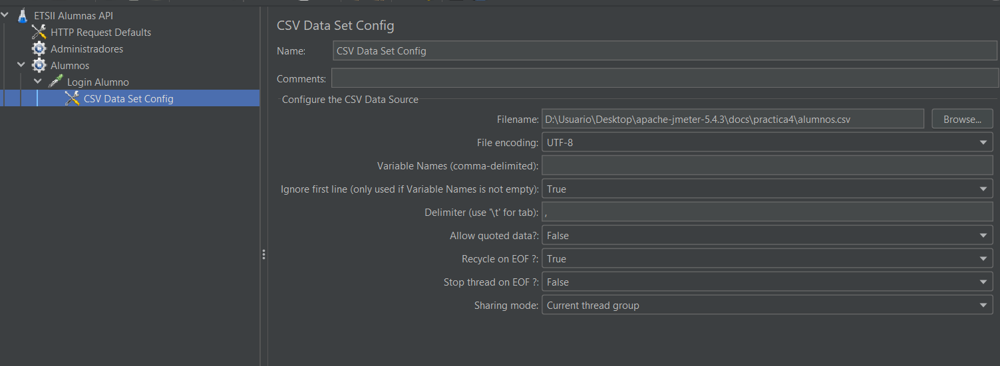 ETSII Alumnas API
HTTP Request Defaults
Administradores
Alumnos
Login Alumno
CSV Data Set Config
CSV Data Set Config
Name: CSV Data Set Config
Comments:
Configure the CSV Data Source
Filename: D:\Usuario\Desktop\apache-jmeter-5.4.3\docs\practica4\alumnos.csv Browse...
File encoding: UTF-8
Variable Names (comma-delimited):
Ignore first line (only used if Variable Names is not empty): True
Delimiter (use '\t' for tab): ,
Allow quoted data?: False
Recycle on EOF ?: True
Stop thread on EOF ?: False
Sharing mode: Current thread group